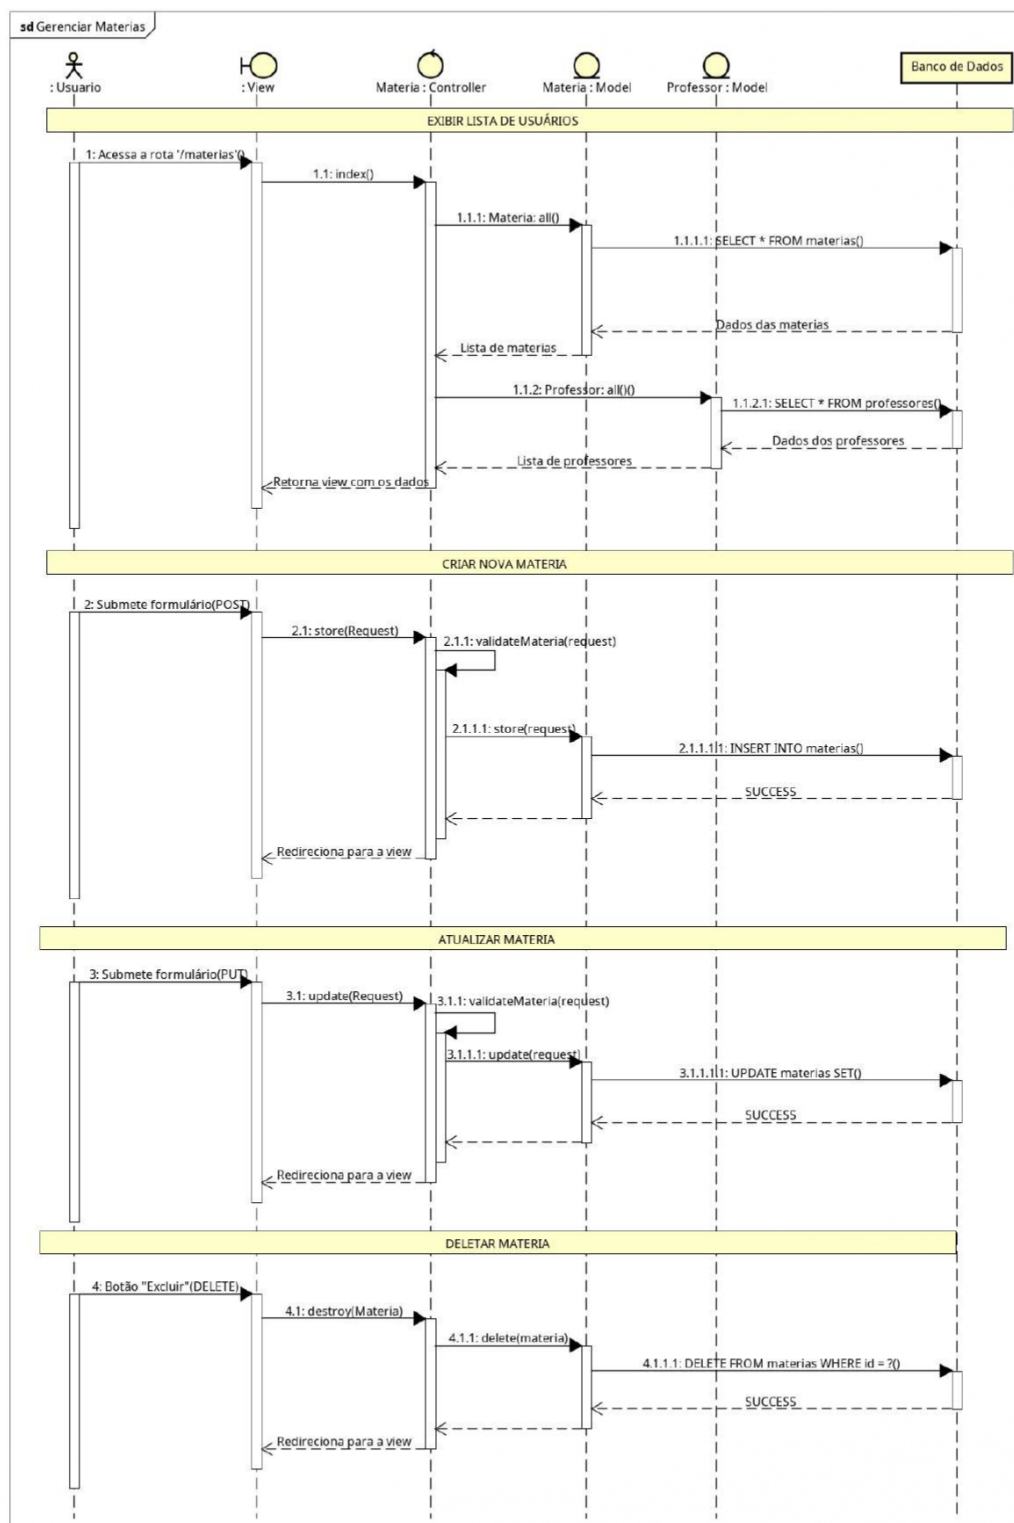 sd Gerenciar Materias
: Usuario
: View
Materia : Controller
Materia : Model
Professor : Model
Banco de Dados
EXIBIR LISTA DE USUÁRIOS
1: Acessa a rota '/materias'()
1.1: index()
1.1.1: Materia: all()
1.1.1.1: SELECT * FROM materias()
Dados das materias
Lista de materias
1.1.2: Professor: all()()
1.1.2.1: SELECT * FROM professores()
Dados dos professores
Lista de professores
Retorna view com os dados
CRIAR NOVA MATERIA
2: Submete formulário(POST)
2.1: store(Request)
2.1.1: validateMateria(request)
2.1.1.1: store(request)
2.1.1.1.1: INSERT INTO materias()
SUCCESS
Redireciona para a view
ATUALIZAR MATERIA
3: Submete formulário(PUT)
3.1: update(Request)
3.1.1: validateMateria(request)
3.1.1.1: update(request)
3.1.1.1.1: UPDATE materias SET()
SUCCESS
Redireciona para a view
DELETAR MATERIA
4: Botão "Excluir"(DELETE)
4.1: destroy(Materia)
4.1.1: delete(materia)
4.1.1.1: DELETE FROM materias WHERE id = ?()
SUCCESS
Redireciona para a view